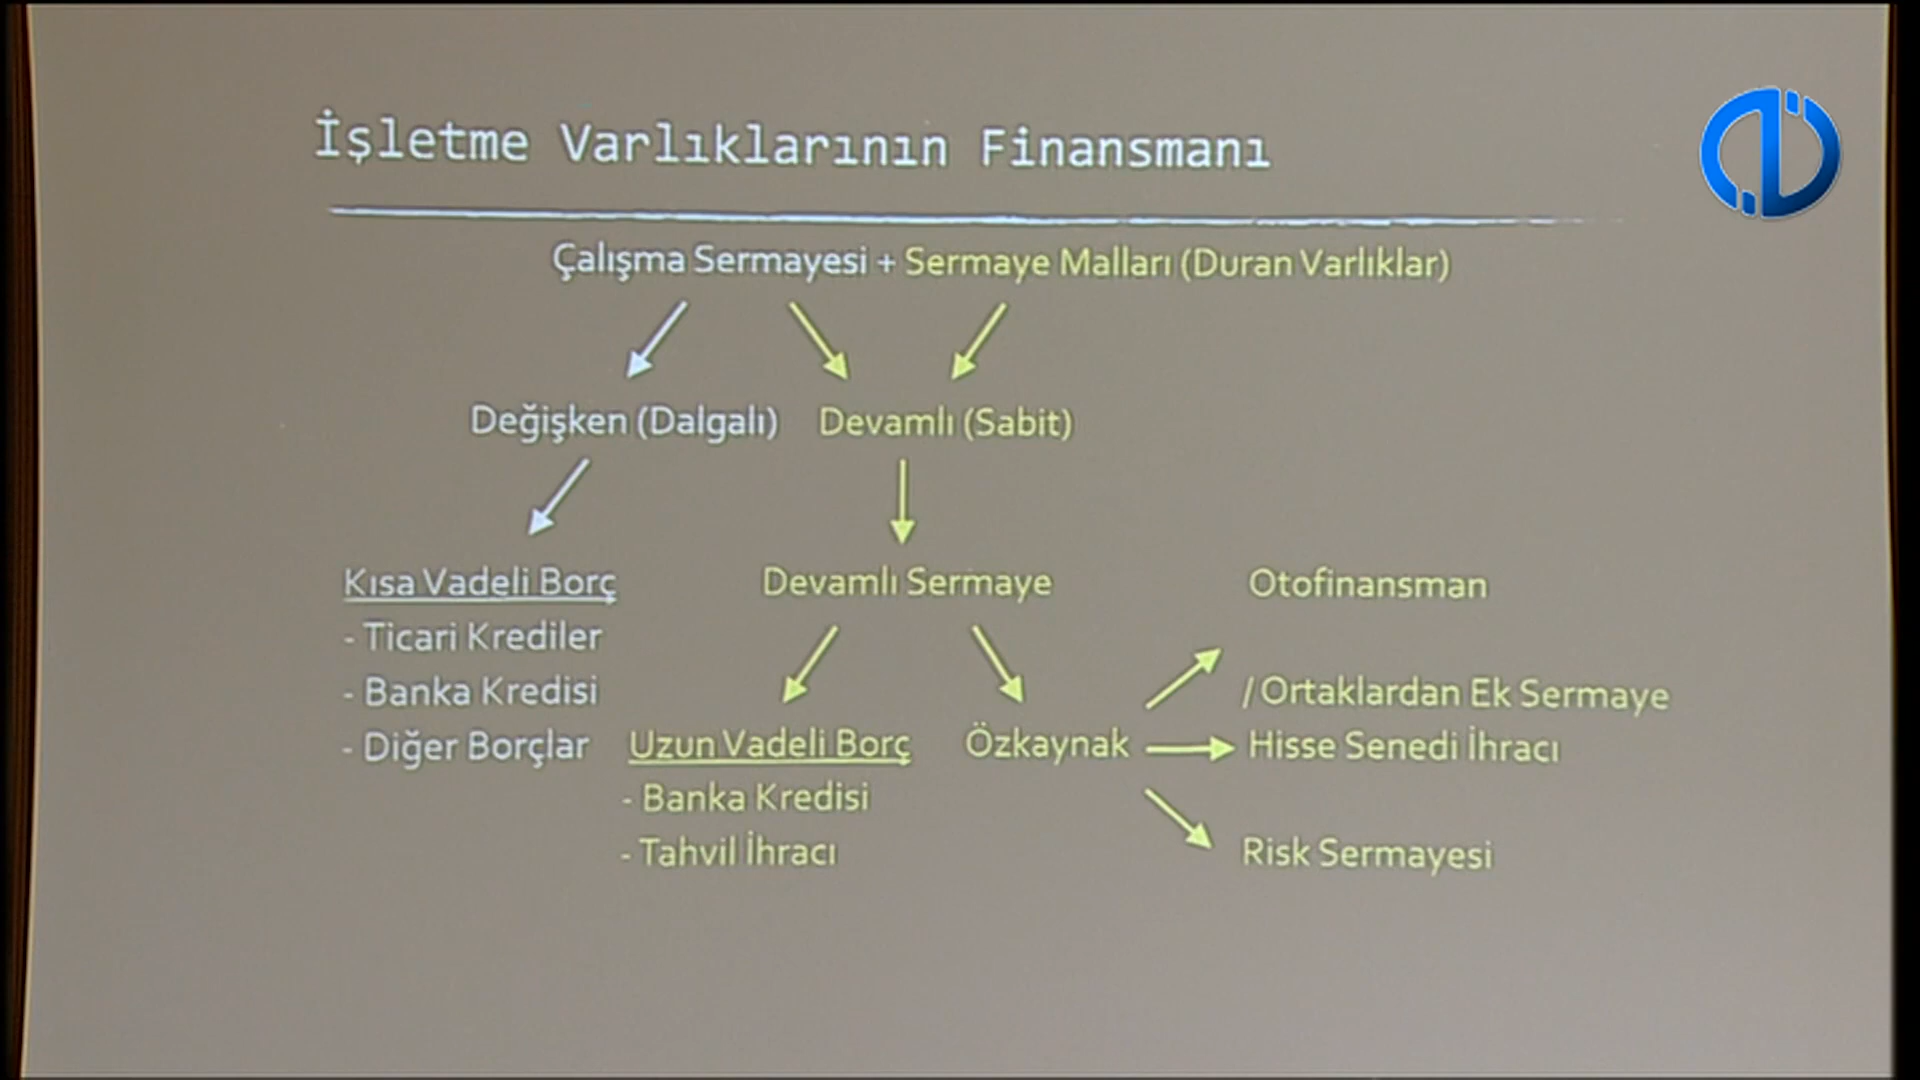 İşletme Varlıklarının Finansmanı
Çalışma Sermayesi + Sermaye Malları (Duran Varlıklar)
Değişken (Dalgalı) Devamlı (Sabit)
Kısa Vadeli Borç
- Ticari Krediler
- Banka Kredisi
- Diğer Borçlar
Devamlı Sermaye
Uzun Vadeli Borç
- Banka Kredisi
- Tahvil İhracı
Özkaynak
Otofinansman
/ Ortaklardan Ek Sermaye
Hisse Senedi İhracı
Risk Sermayesi